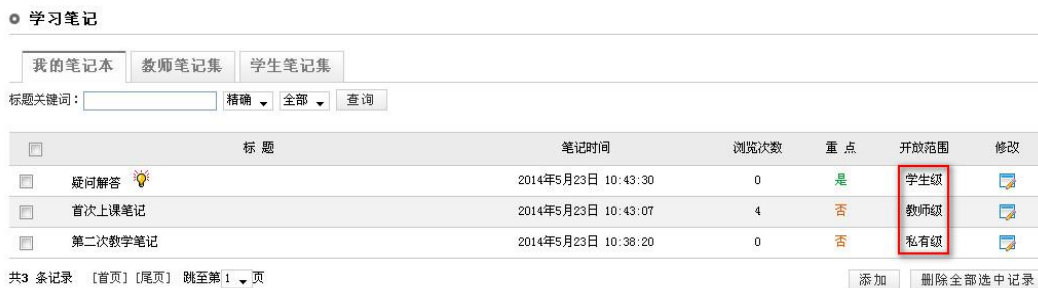 学习笔记
我的笔记本 教师笔记集 学生笔记集
标题关键词： 精确 全部 查询
标 题 笔记时间 浏览次数 重 点 开放范围 修改
疑问解答 2014年5月23日 10:43:30 0 是 学生级
首次上课笔记 2014年5月23日 10:43:07 4 否 教师级
第二次教学笔记 2014年5月23日 10:38:20 0 否 私有级
共3 条记录 [首页] [尾页] 跳至第 1 页 添加 删除全部选中记录